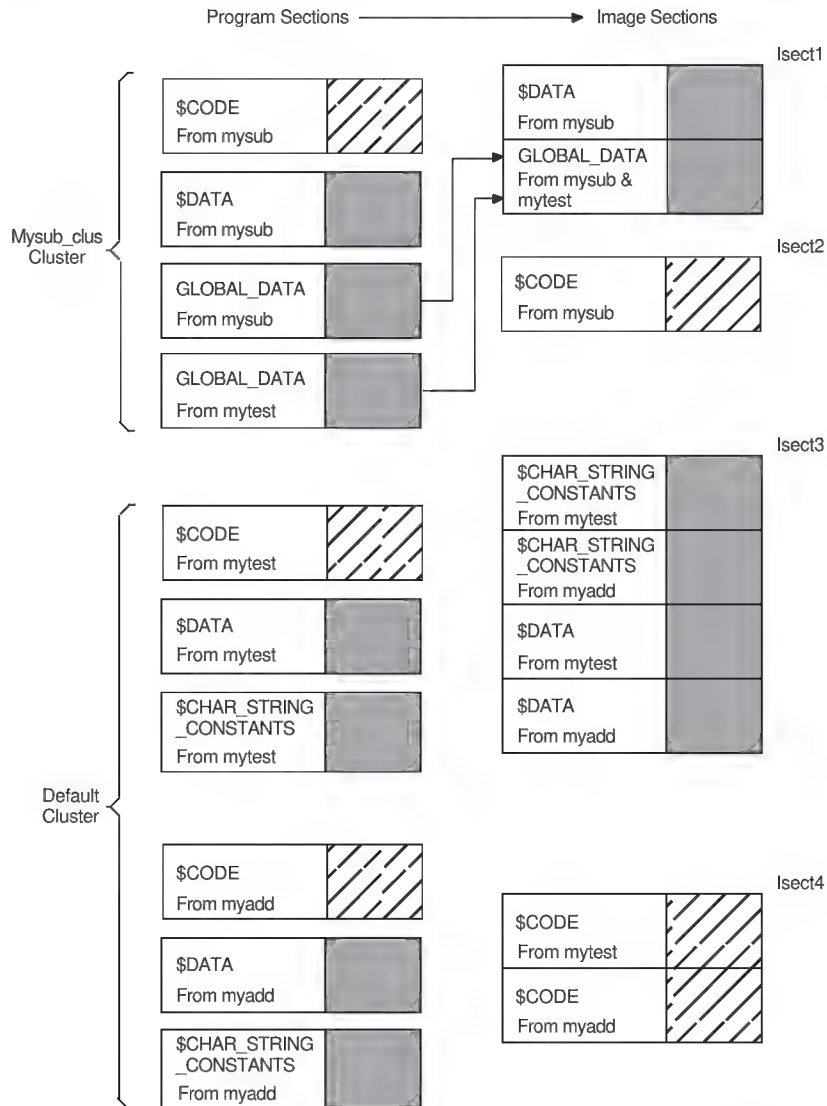 Program Sections
Image Sections
Mysub_clus
Cluster
$CODE
From mysub
$DATA
From mysub
GLOBAL_DATA
From mysub
GLOBAL_DATA
From mytest
Isect1
$DATA
From mysub
GLOBAL_DATA
From mysub &
mytest
Isect2
$CODE
From mysub
Default
Cluster
$CODE
From mytest
$DATA
From mytest
$CHAR_STRING
_CONSTANTS
From mytest
$CODE
From myadd
$DATA
From myadd
$CHAR_STRING
_CONSTANTS
From myadd
Isect3
$CHAR_STRING
_CONSTANTS
From mytest
$CHAR_STRING
_CONSTANTS
From myadd
$DATA
From mytest
$DATA
From myadd
Isect4
$CODE
From mytest
$CODE
From myadd